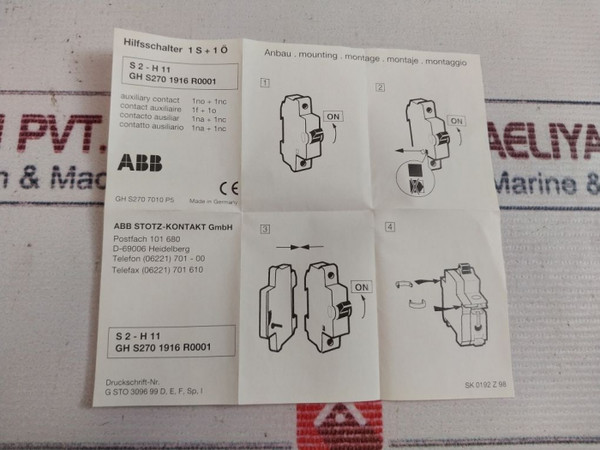 Hilfsschalter 1 S + 1 Ö
S 2 - H 11
GH S270 1916 R0001
auxiliary contact 1no + 1nc
contact auxiliaire 1f + 1o
contacto auxiliar 1na + 1nc
contatto ausiliario 1na + 1nc
ABB
CE
GH S270 7010 P5 Made in Germany
ABB STOTZ-KONTAKT GmbH
Postfach 101 680
D-69006 Heidelberg
Telefon (06221) 701 - 00
Telefax (06221) 701 610
S 2 - H 11
GH S270 1916 R0001
Druckschrift-Nr.
G STO 3096 99 D, E, F, Sp, I
Anbau . mounting . montage . montaje . montaggio
1
ON
2
ON
3
ON
4
SK 0192 Z 98
PVT.
& Mac
AELIYA
Marine &